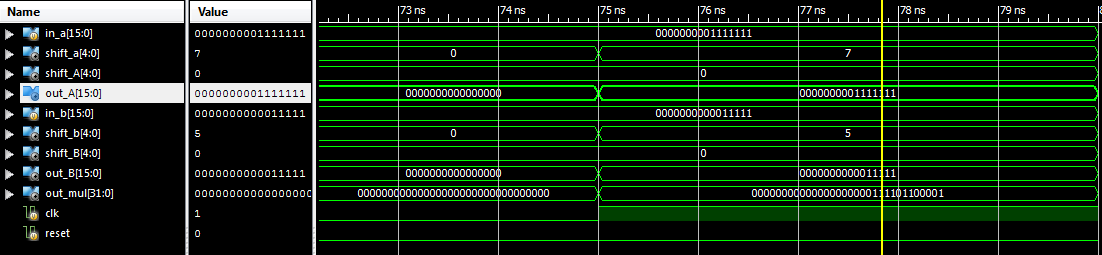 Name Value 73 ns 74 ns 75 ns 76 ns 77 ns 78 ns 79 ns
in_a[15:0] 0000000001111111 0000000001111111
shift_a[4:0] 7 0 7
shift_A[4:0] 0 0
out_A[15:0] 0000000001111111 0000000000000000 0000000001111111
in_b[15:0] 0000000000011111 0000000000011111
shift_b[4:0] 5 0 5
shift_B[4:0] 0 0
out_B[15:0] 0000000000011111 0000000000000000 0000000000011111
out_mul[31:0] 00000000000000000 00000000000000000000000000000000 00000000000000000000111101100001
clk 1
reset 0